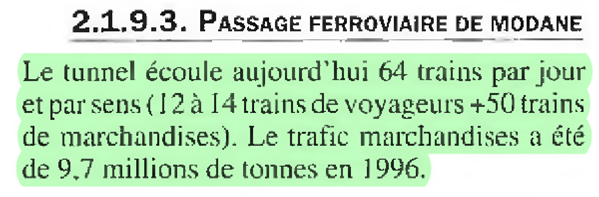 2.1.9.3. PASSAGE FERROVIAIRE DE MODANE
Le tunnel écoule aujourd'hui 64 trains par jour
et par sens (12 à 14 trains de voyageurs +50 trains
de marchandises). Le trafic marchandises a été
de 9,7 millions de tonnes en 1996.